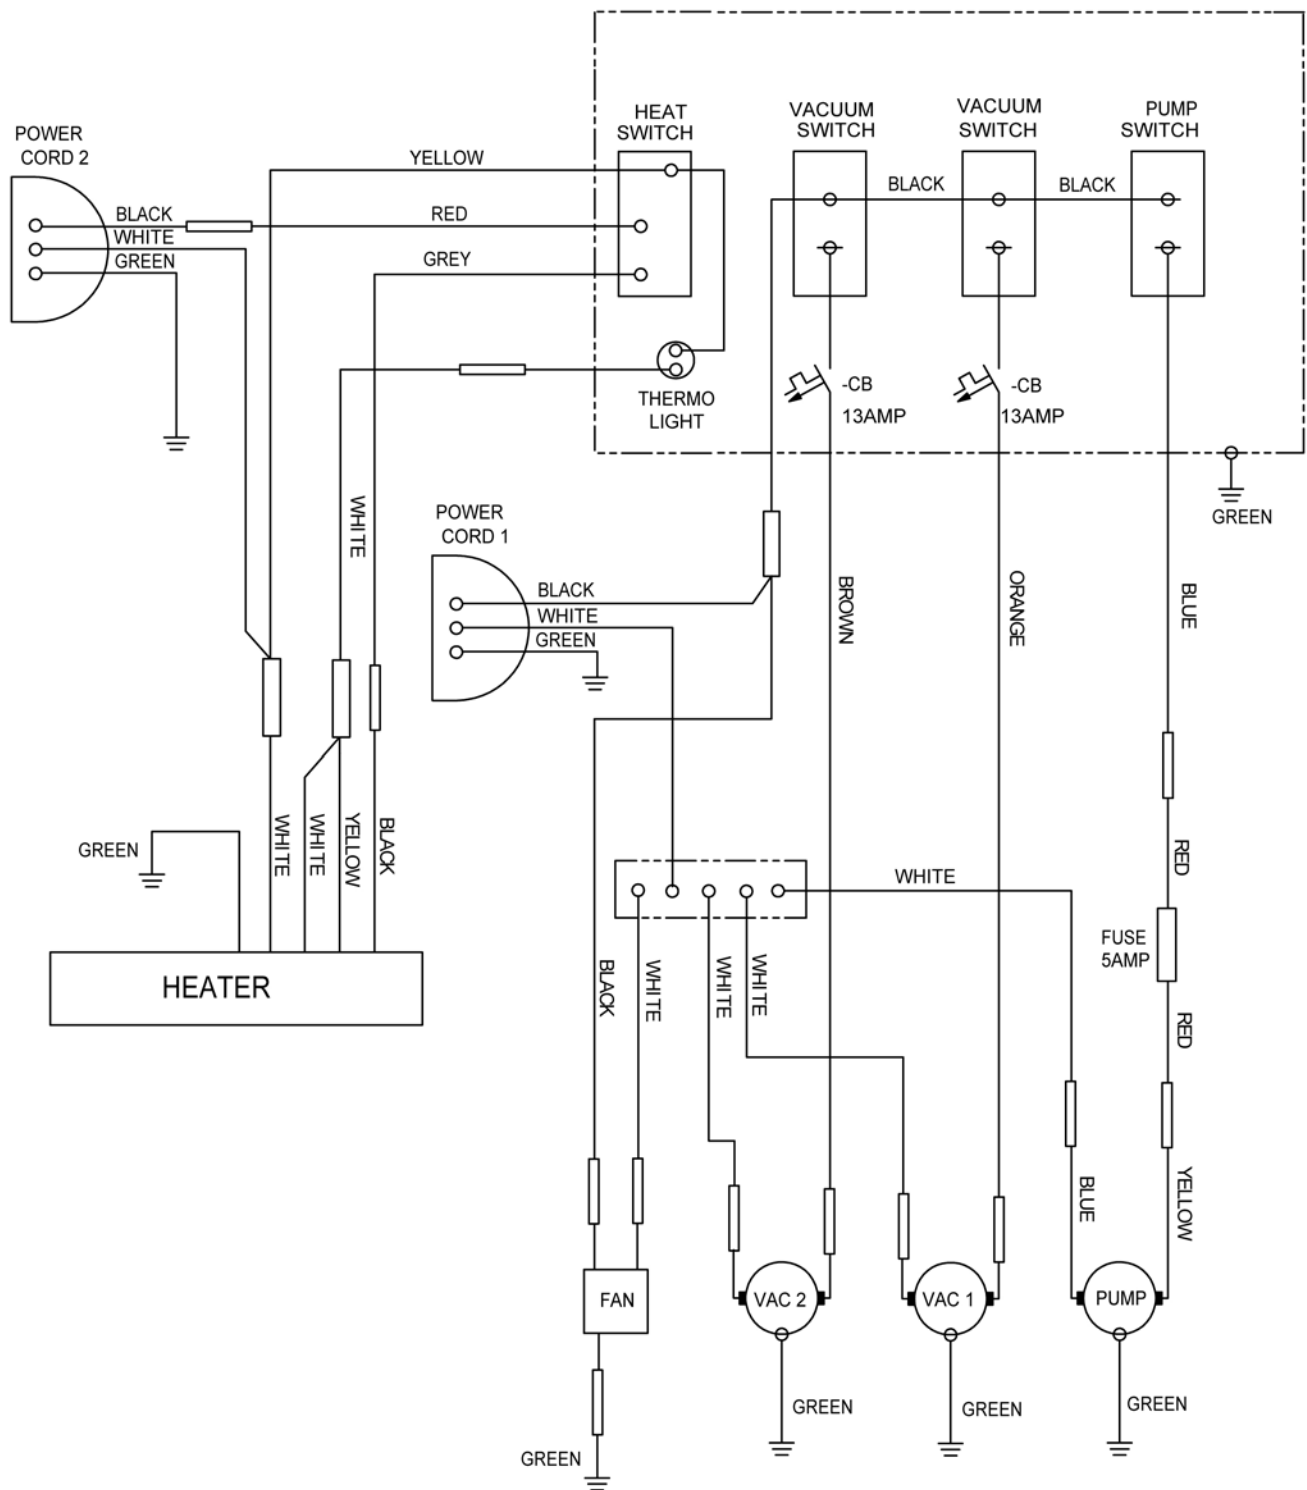 HEAT
SWITCH
VACUUM
SWITCH
VACUUM
SWITCH
PUMP
SWITCH
POWER
CORD 2
YELLOW
BLACK
BLACK
BLACK
RED
WHITE
GREEN
GREY
THERMO
LIGHT
-CB
13AMP
-CB
13AMP
GREEN
WHITE
POWER
CORD 1
BLACK
WHITE
GREEN
BROWN
ORANGE
BLUE
GREEN
WHITE
WHITE
YELLOW
BLACK
HEATER
WHITE
RED
FUSE
5AMP
BLACK
WHITE
WHITE
WHITE
RED
BLUE
YELLOW
FAN
VAC 2
VAC 1
PUMP
GREEN
GREEN
GREEN
GREEN